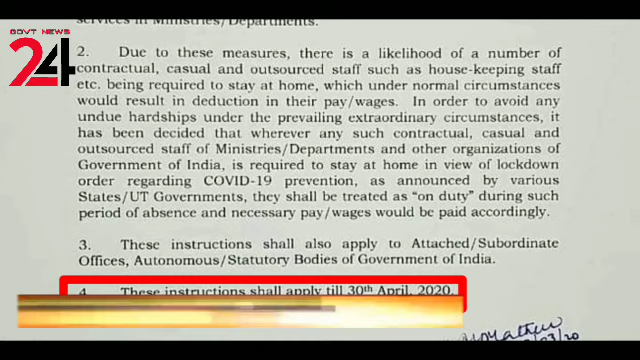 GOVT NEWS
24
services in Ministries/Departments.
2. Due to these measures, there is a likelihood of a number of
contractual, casual and outsourced staff such as house-keeping staff
etc. being required to stay at home, which under normal circumstances
would result in deduction in their pay/wages. In order to avoid any
undue hardships under the prevailing extraordinary circumstances, it
has been decided that wherever any such contractual, casual and
outsourced staff of Ministries/Departments and other organizations of
Government of India, is required to stay at home in view of lockdown
order regarding COVID-19 prevention, as announced by various
States/UT Governments, they shall be treated as "on duty" during such
period of absence and necessary pay/wages would be paid accordingly.
3. These instructions shall also apply to Attached/Subordinate
Offices, Autonomous/Statutory Bodies of Government of India.
4. These instructions shall apply till 30th April, 2020.